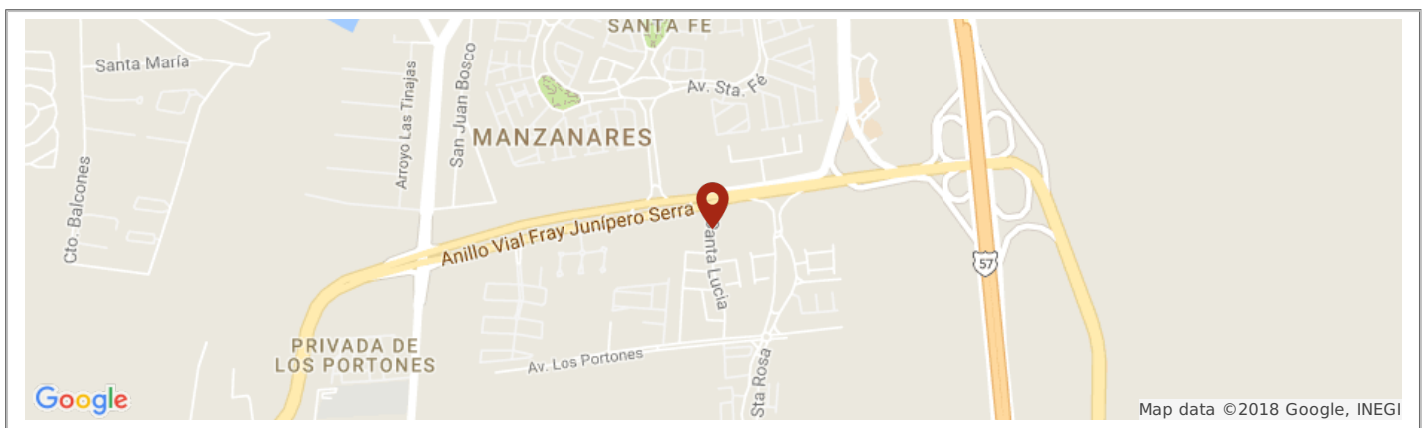 SANTA FE
Santa María
Arroyo Las Tinajas
San Juan Bosco
Av. Sta. Fé
MANZANARES
Cto. Balcones
Anillo Vial Fray Junípero Serra
Santa Lucia
57
PRIVADA DE
LOS PORTONES
Av. Los Portones
Sta Rosa
Google
Map data ©2018 Google, INEGI